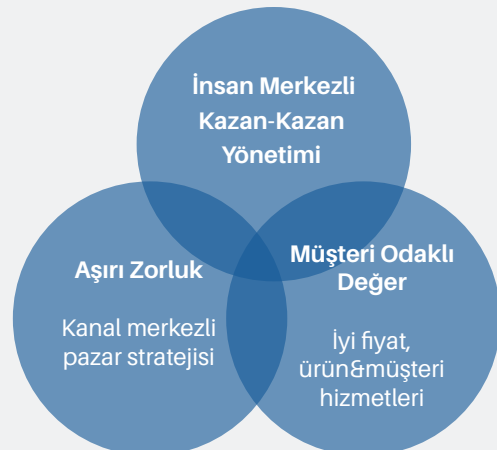 İnsan Merkezli
Kazan-Kazan
Yönetimi
Aşırı Zorluk
Kanal merkezli
pazar stratejisi
Müşteri Odaklı
Değer
İyi fiyat,
ürün&müşteri
hizmetleri